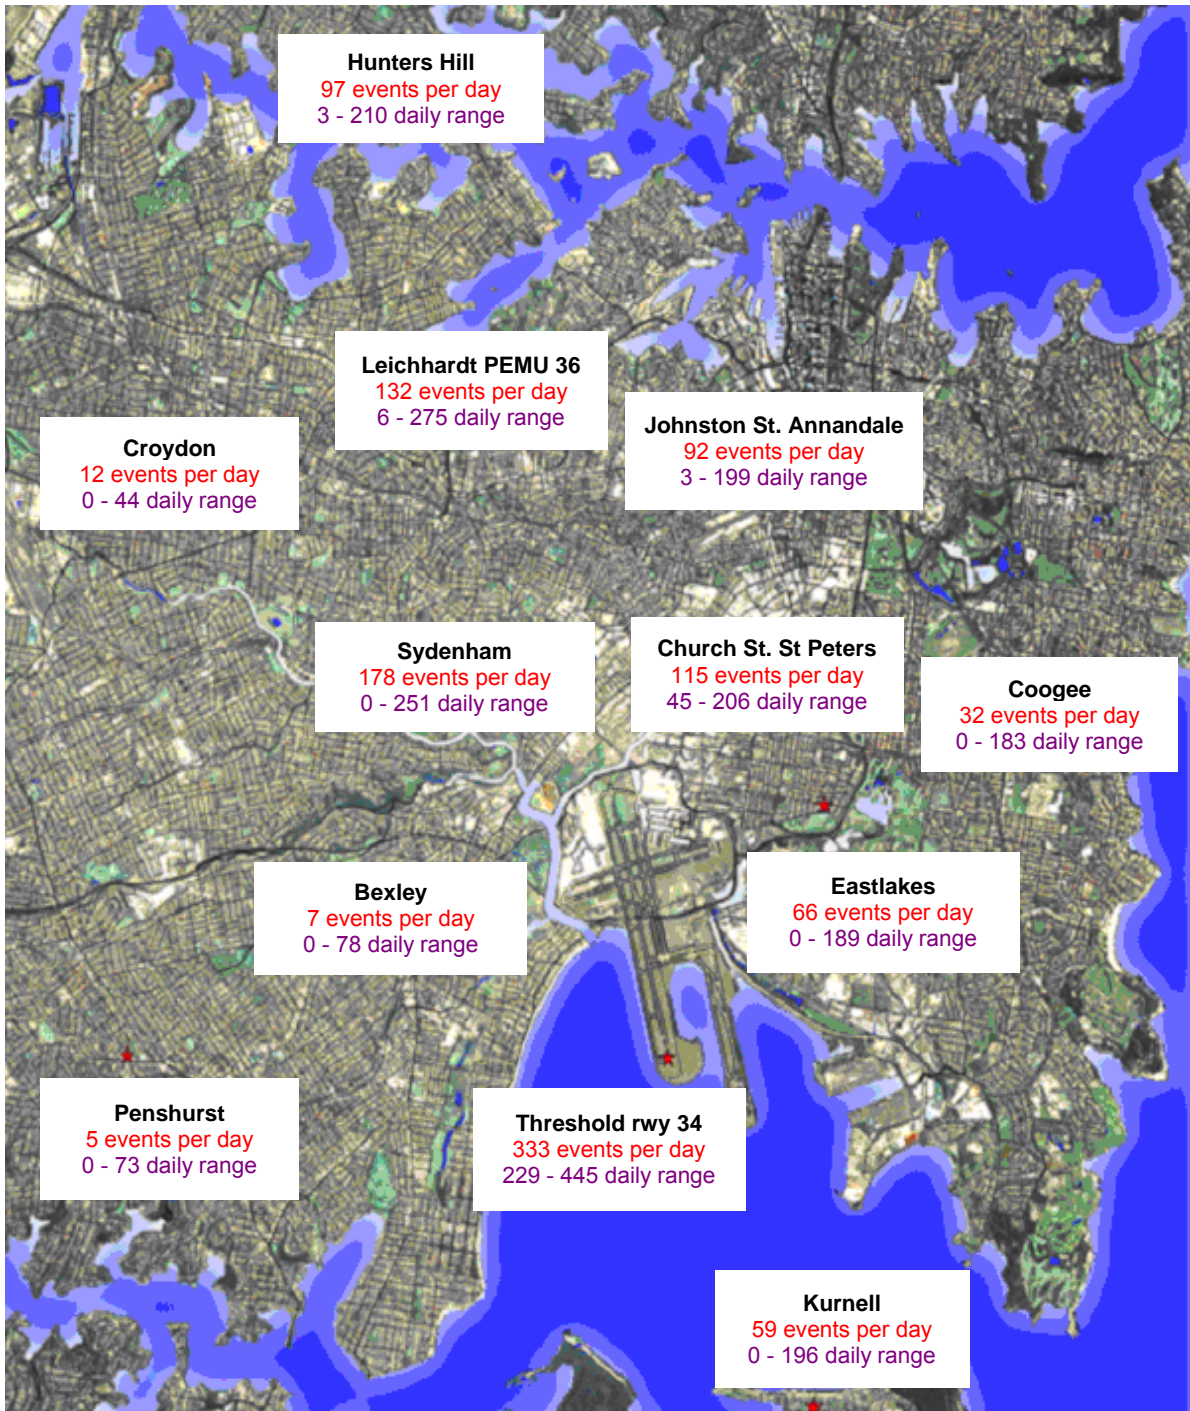 Hunters Hill
97 events per day
3 - 210 daily range
Leichhardt PEMU 36
132 events per day
6 - 275 daily range
Johnston St. Annandale
92 events per day
3 - 199 daily range
Croydon
12 events per day
0 - 44 daily range
Sydenham
178 events per day
0 - 251 daily range
Church St. St Peters
115 events per day
45 - 206 daily range
Coogee
32 events per day
0 - 183 daily range
Bexley
7 events per day
0 - 78 daily range
Eastlakes
66 events per day
0 - 189 daily range
Penshurst
5 events per day
0 - 73 daily range
Threshold rwy 34
333 events per day
229 - 445 daily range
Kurnell
59 events per day
0 - 196 daily range